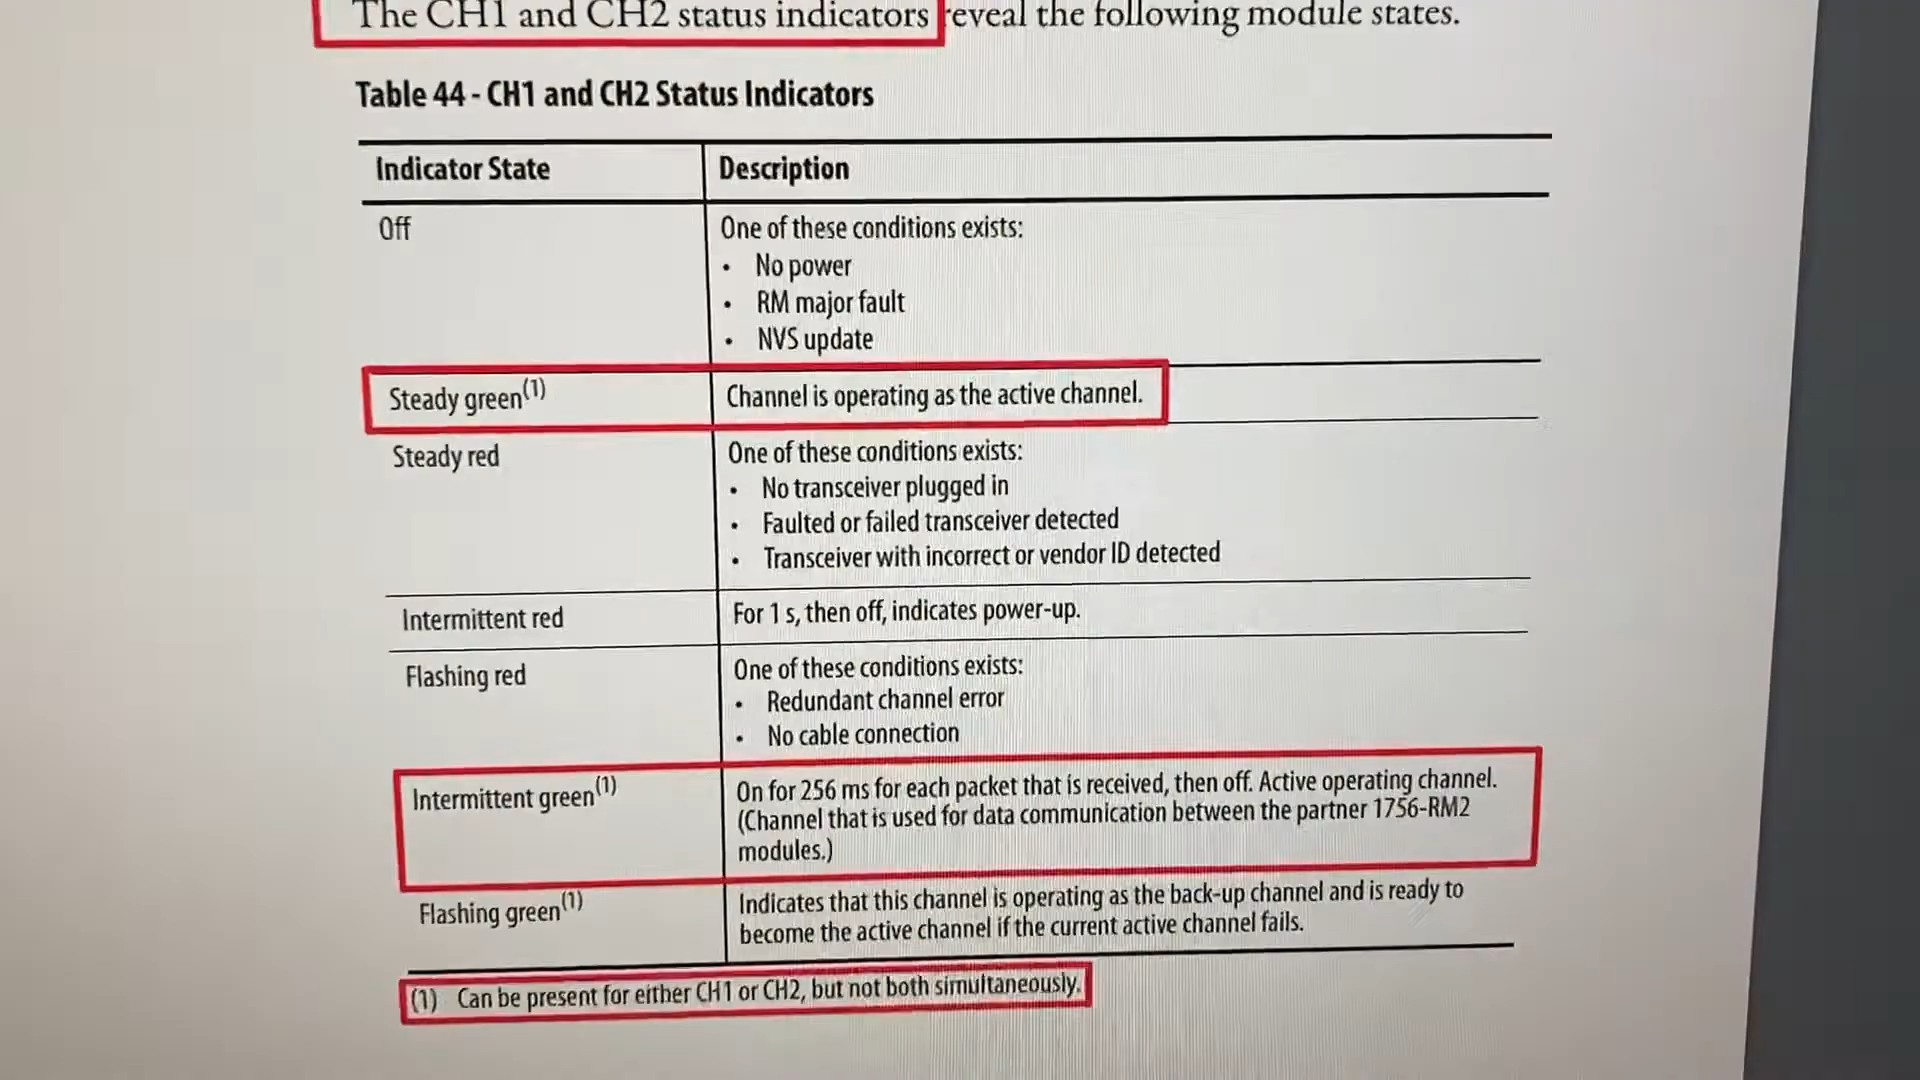 The CH1 and CH2 status indicators reveal the following module states.
Table 44 - CH1 and CH2 Status Indicators
Indicator State Description
Off One of these conditions exists:
• No power
• RM major fault
• NVS update
Steady green(1) Channel is operating as the active channel.
Steady red One of these conditions exists:
• No transceiver plugged in
• Faulted or failed transceiver detected
• Transceiver with incorrect or vendor ID detected
Intermittent red For 1 s, then off, indicates power-up.
Flashing red One of these conditions exists:
• Redundant channel error
• No cable connection
Intermittent green(1) On for 256 ms for each packet that is received, then off. Active operating channel.
(Channel that is used for data communication between the partner 1756-RM2
modules.)
Flashing green(1) Indicates that this channel is operating as the back-up channel and is ready to
become the active channel if the current active channel fails.
(1) Can be present for either CH1 or CH2, but not both simultaneously.